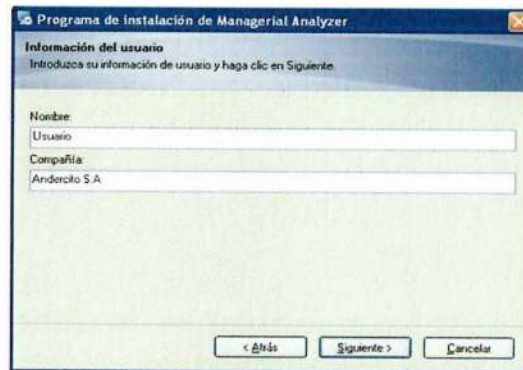 Programa de instalación de Managerial Analyzer
Información del usuario
Introduzca su información de usuario y haga clic en Siguiente.
Nombre:
Usuario
Compañía:
Andercito S.A
< Atrás
Siguiente >
Cancelar